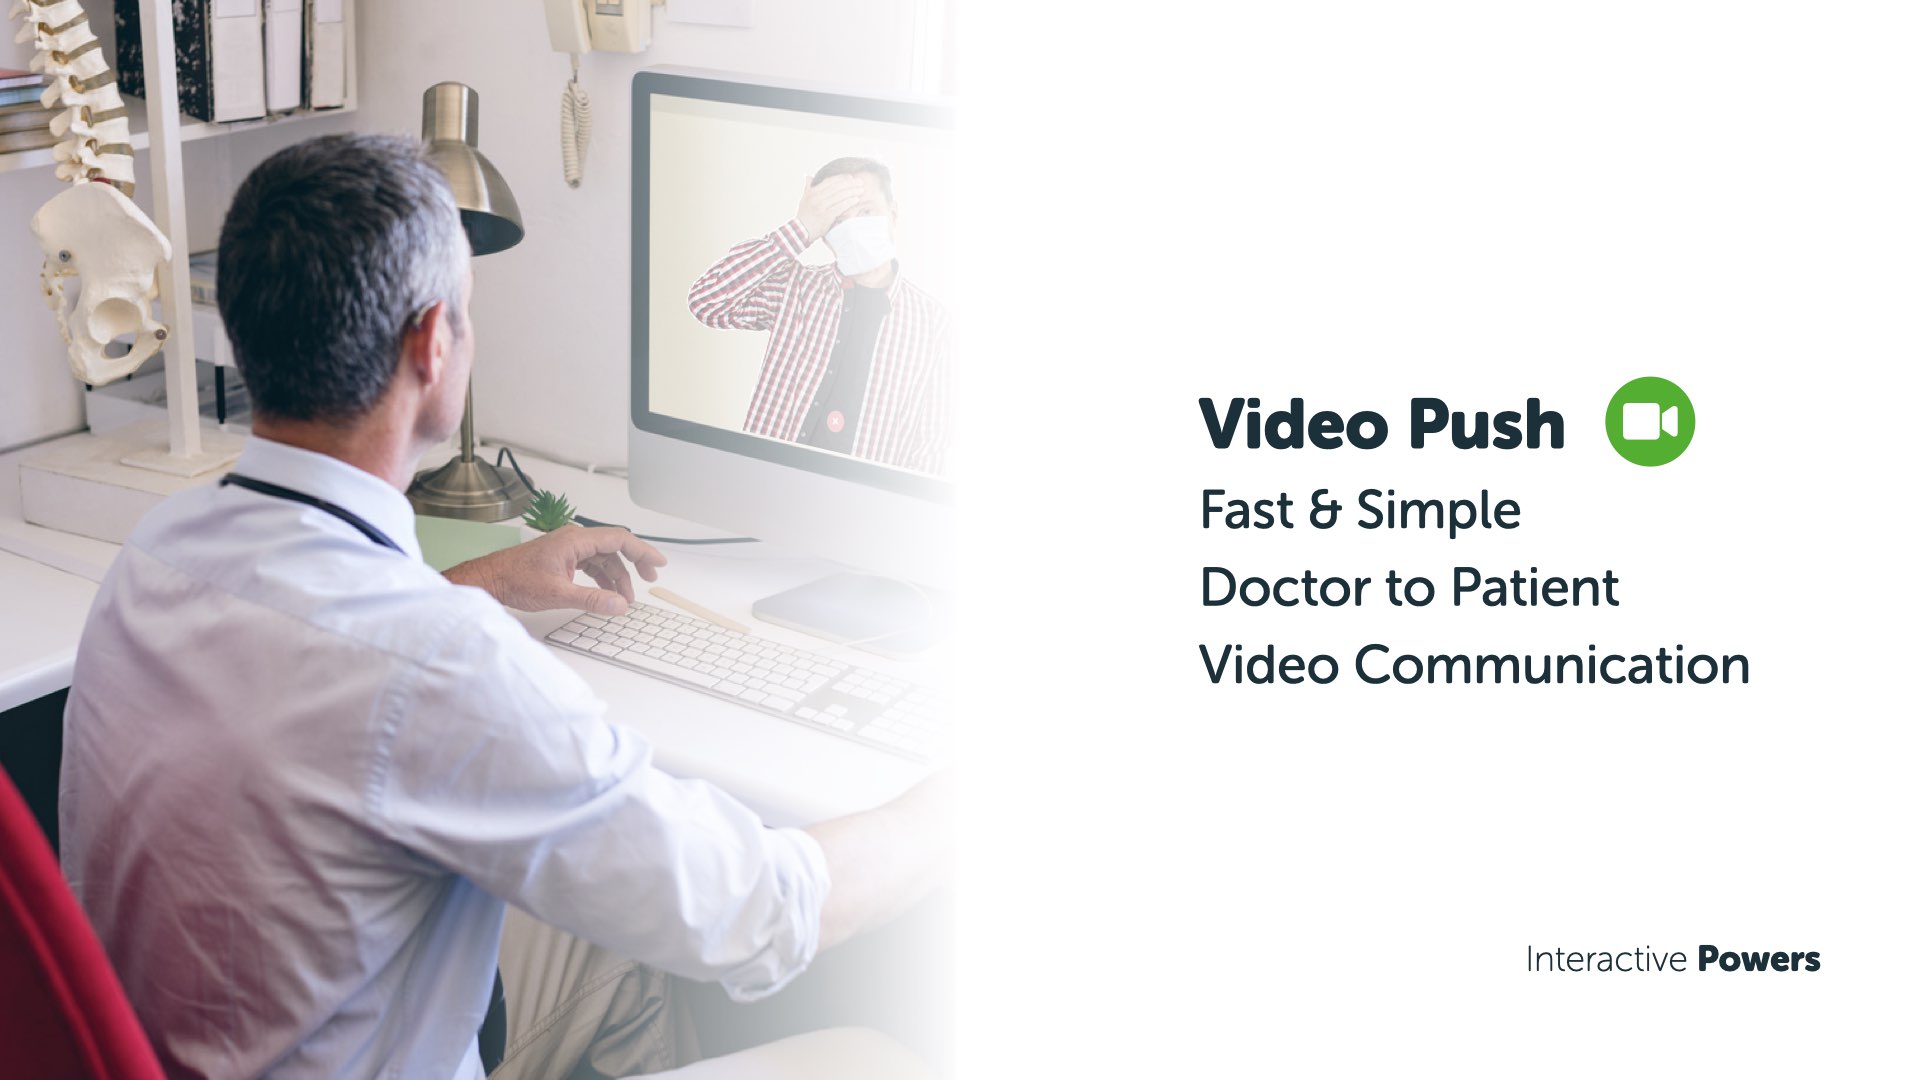 Video Push
Fast & Simple
Doctor to Patient
Video Communication
Interactive Powers